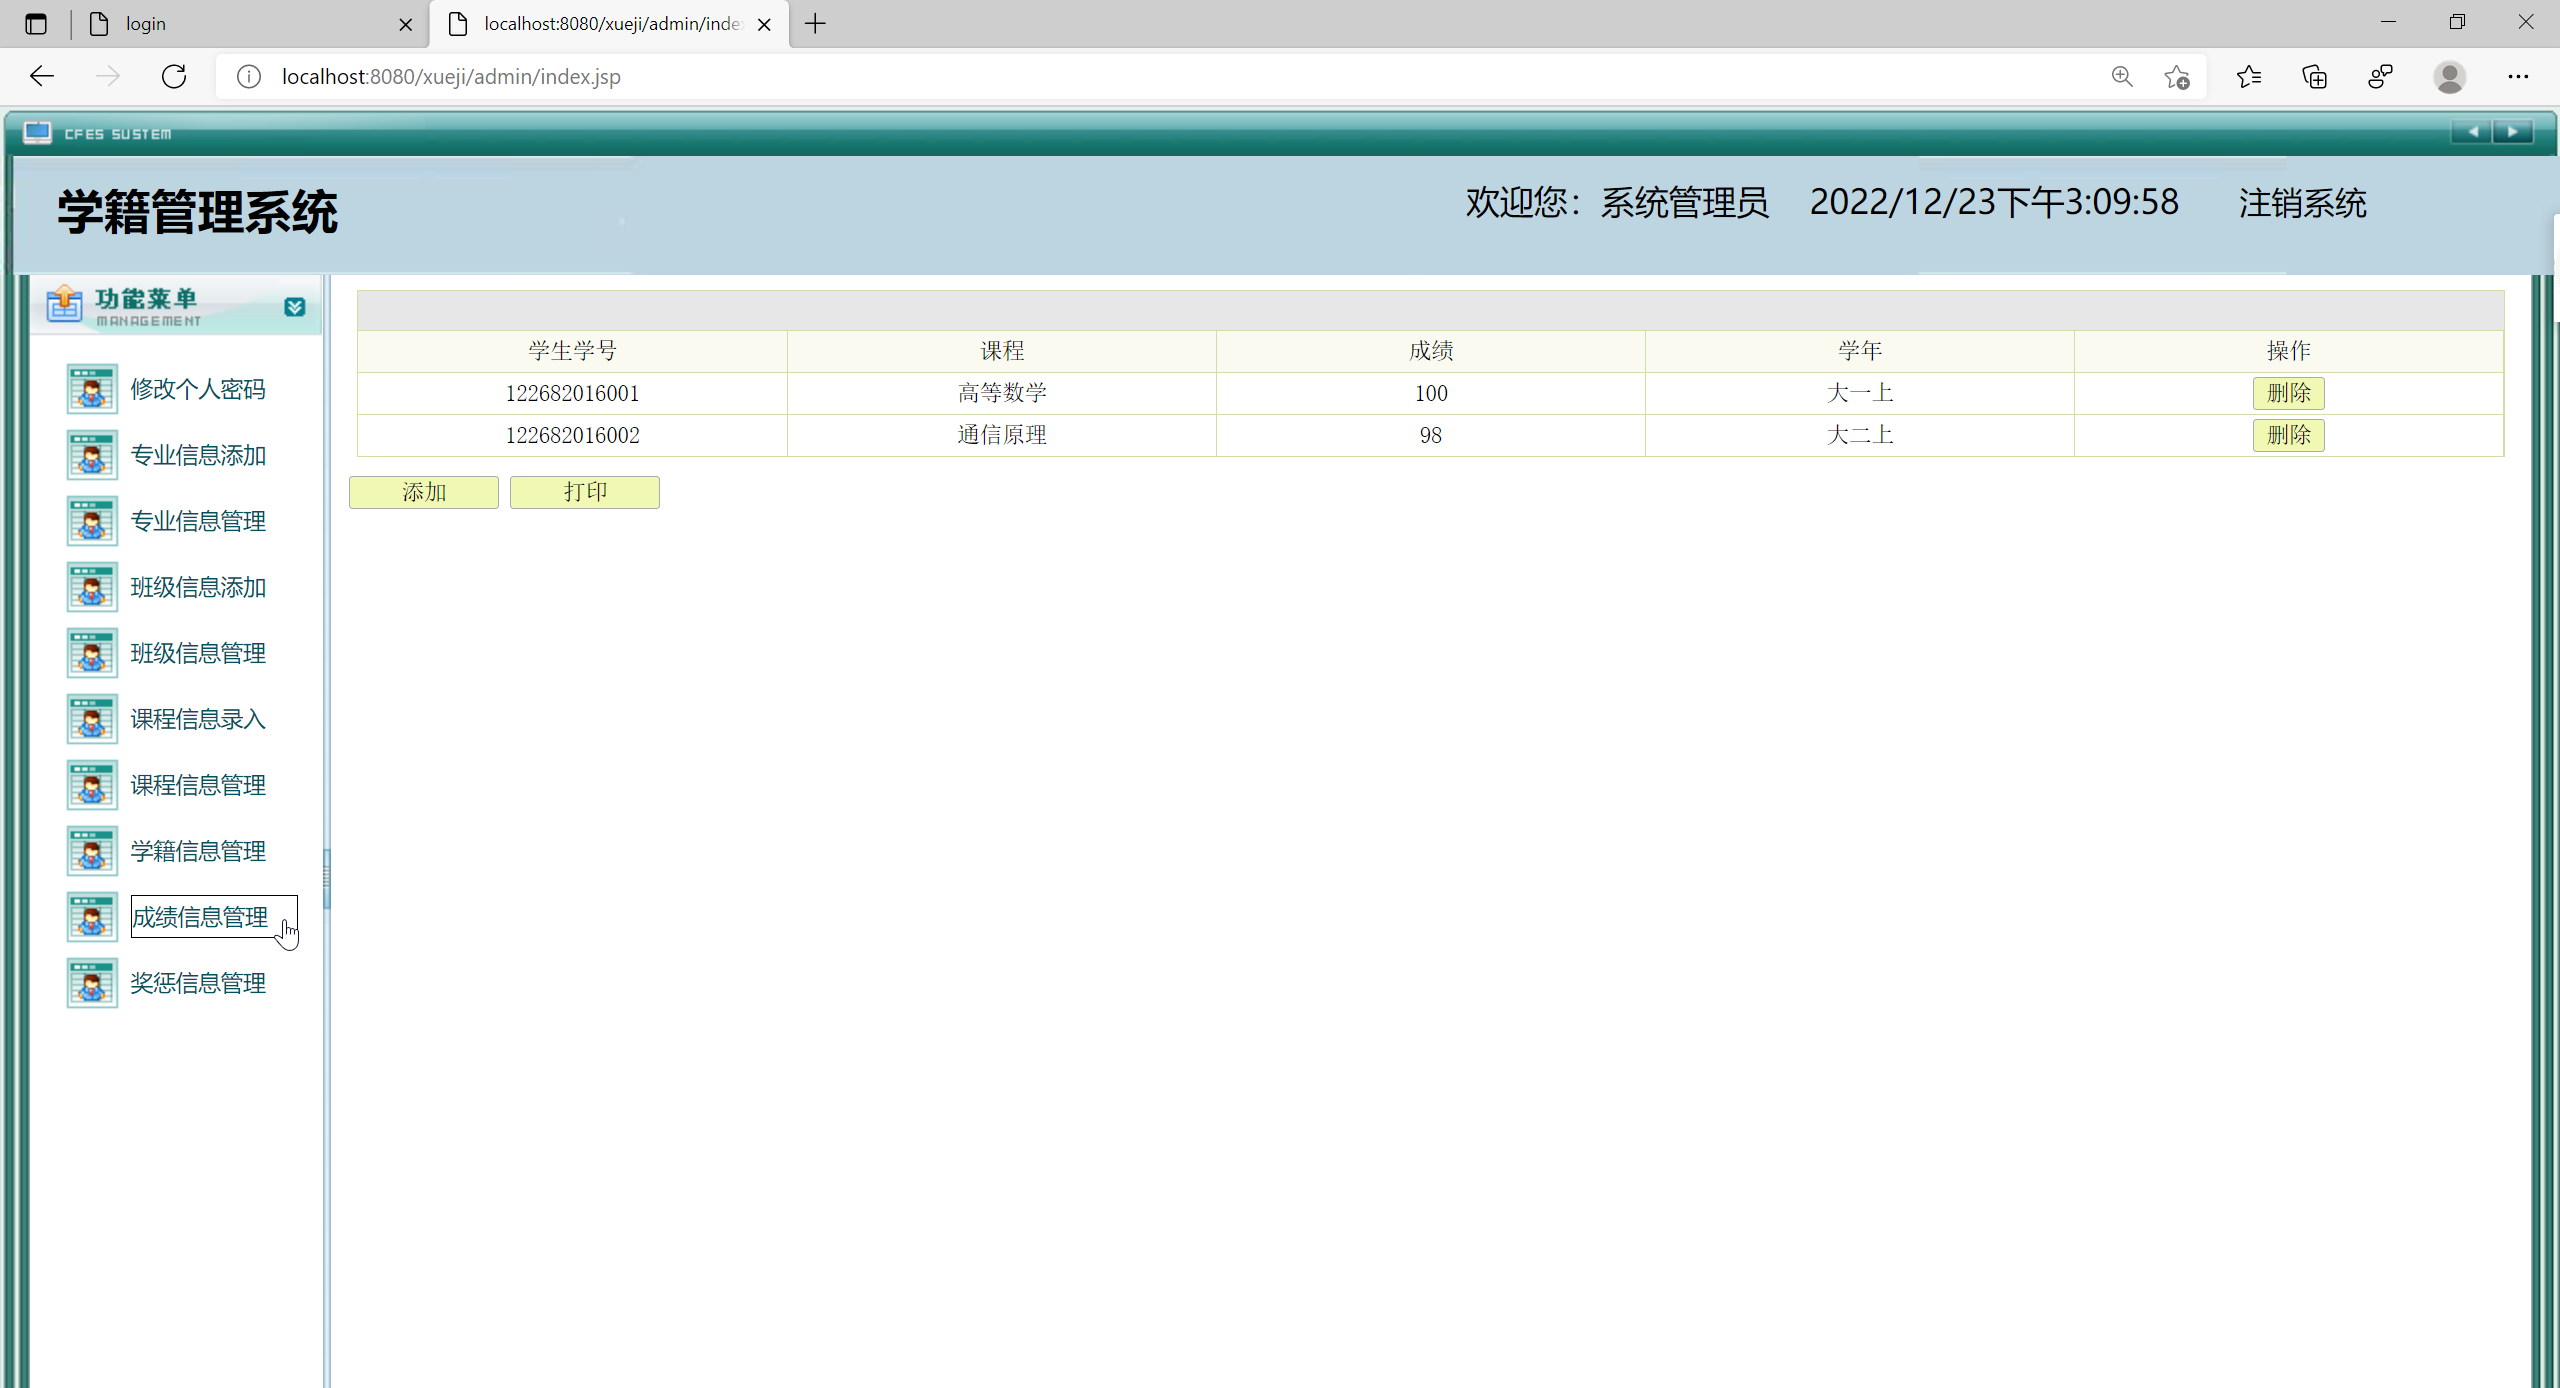 login
localhost:8080/xueji/admin/inde
localhost:8080/xueji/admin/index.jsp
CFES SUSTEM
学籍管理系统
欢迎您：系统管理员 2022/12/23下午3:09:58 注销系统
功能菜单
MANAGEMENT
修改个人密码
专业信息添加
专业信息管理
班级信息添加
班级信息管理
课程信息录入
课程信息管理
学籍信息管理
成绩信息管理
奖惩信息管理
学生学号 课程 成绩 学年 操作
122682016001 高等数学 100 大一上 删除
122682016002 通信原理 98 大二上 删除
添加 打印